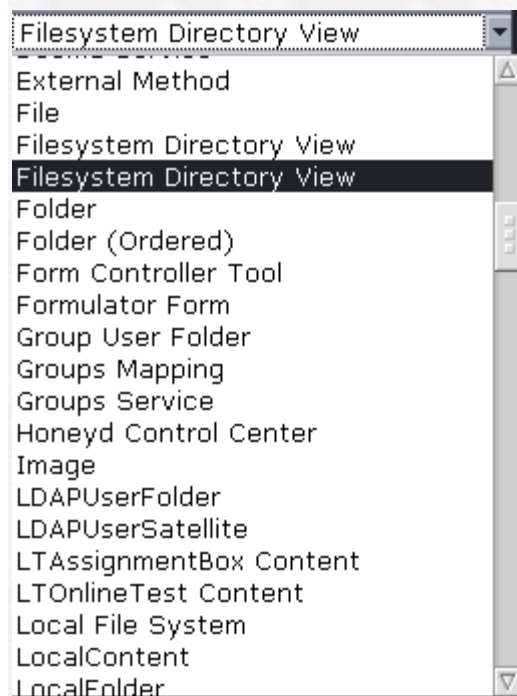 Filesystem Directory View
External Method
File
Filesystem Directory View
Filesystem Directory View
Folder
Folder (Ordered)
Form Controller Tool
Formulator Form
Group User Folder
Groups Mapping
Groups Service
Honeyd Control Center
Image
LDAPUserFolder
LDAPUserSatellite
LTAssignmentBox Content
LTOnlineTest Content
Local File System
LocalContent
LocalFolder